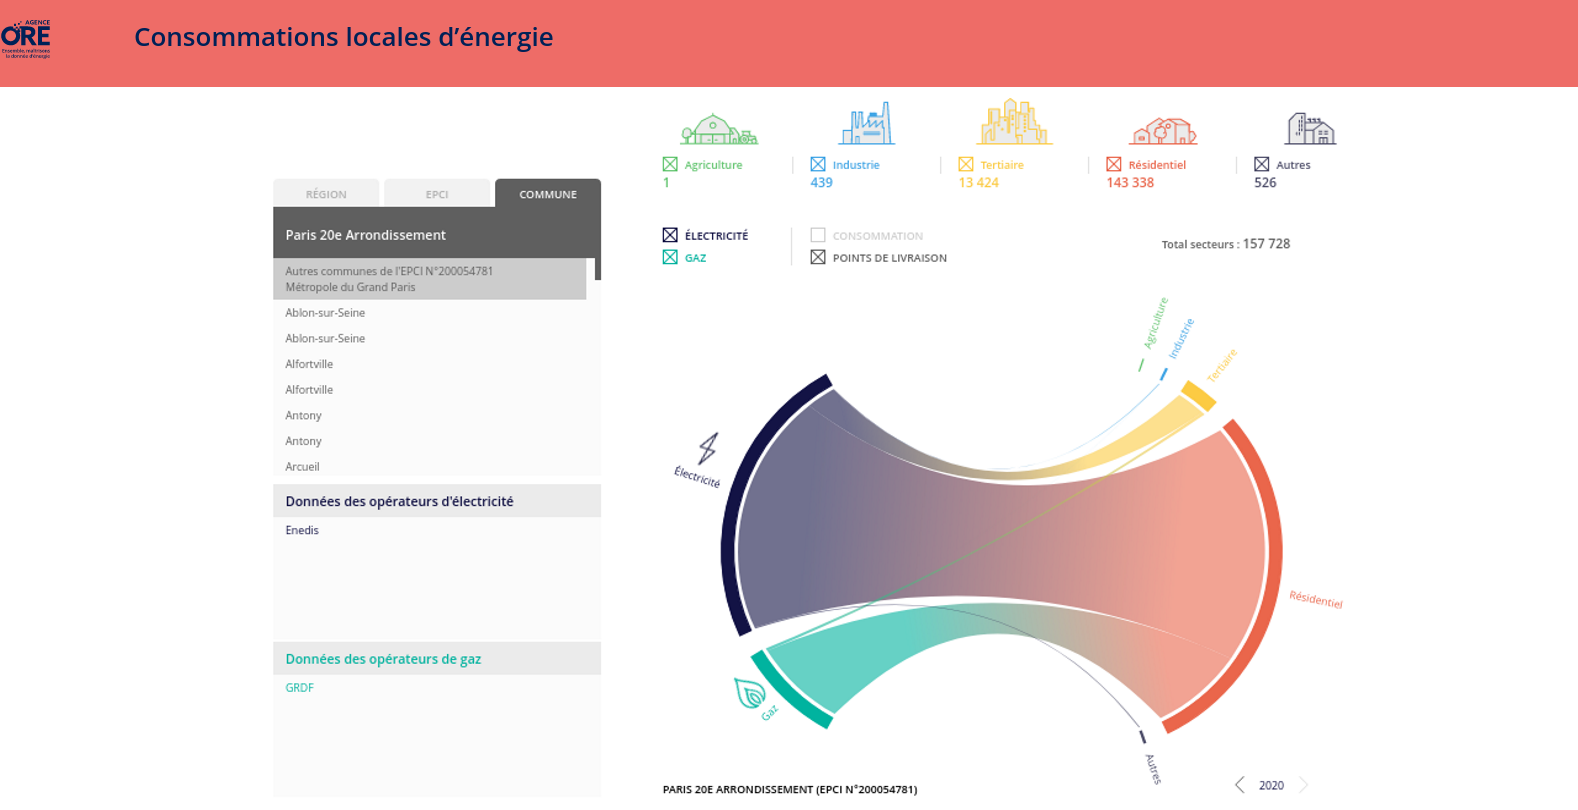 AGENCE
ORE
Ensemble, maîtrisons
la donnée d'énergie
Consommations locales d’énergie
Agriculture
1
Industrie
439
Tertiaire
13 424
Résidentiel
143 338
Autres
526
RÉGION
EPCI
COMMUNE
Paris 20e Arrondissement
Autres communes de l'EPCI N°200054781
Métropole du Grand Paris
Ablon-sur-Seine
Ablon-sur-Seine
Alfortville
Alfortville
Antony
Antony
Arcueil
Données des opérateurs d'électricité
Enedis
Données des opérateurs de gaz
GRDF
ÉLECTRICITÉ
GAZ
CONSOMMATION
POINTS DE LIVRAISON
Total secteurs : 157 728
Agriculture
Industrie
Tertiaire
Électricité
Résidentiel
Gaz
Autres
PARIS 20E ARRONDISSEMENT (EPCI N°200054781)
2020